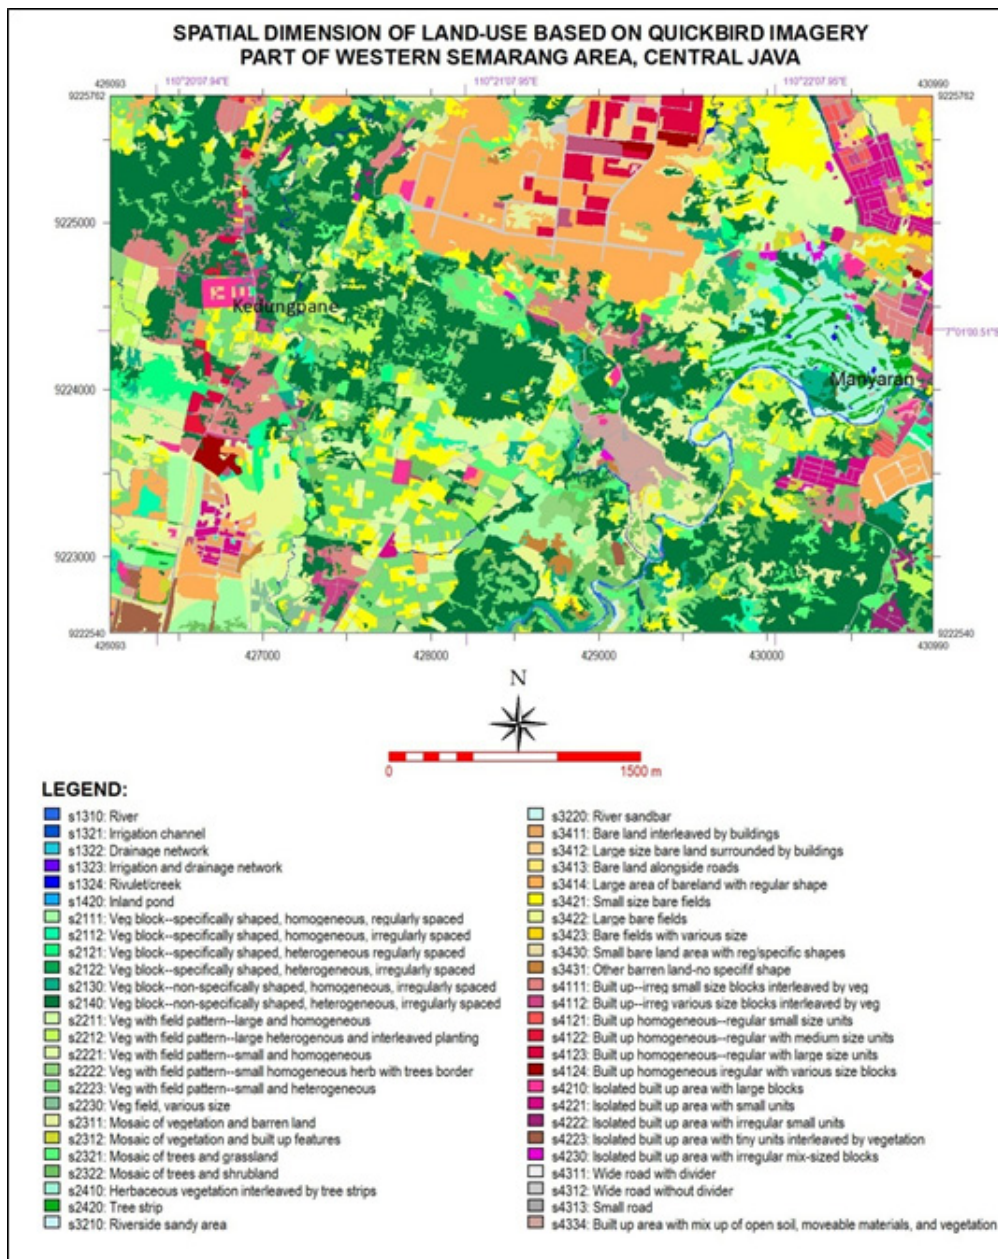 SPATIAL DIMENSION OF LAND-USE BASED ON QUICKBIRD IMAGERY
PART OF WESTERN SEMARANG AREA, CENTRAL JAVA
426093 110°20'07.94"E 110°21'07.95"E 110°22'07.95"E 430990
9225762 9225762
9225000 9225000
Kedungpane
7°01'00.51"S
Manyaran
9224000 9224000
9223000 9223000
9222540 9222540
426093 427000 428000 429000 430000 430990
N
0 1500 m
LEGEND:
s1310: River
s1321: Irrigation channel
s1322: Drainage network
s1323: Irrigation and drainage network
s1324: Rivulet/creek
s1420: Inland pond
s2111: Veg block--specifically shaped, homogeneous, regularly spaced
s2112: Veg block--specifically shaped, homogeneous, irregularly spaced
s2121: Veg block--specifically shaped, heterogeneous regularly spaced
s2122: Veg block--specifically shaped, heterogeneous, irregularly spaced
s2130: Veg block--non-specifically shaped, homogeneous, irregularly spaced
s2140: Veg block--non-specifically shaped, heterogeneous, irregularly spaced
s2211: Veg with field pattern--large and homogeneous
s2212: Veg with field pattern--large heterogenous and interleaved planting
s2221: Veg with field pattern--small and homogeneous
s2222: Veg with field pattern--small homogeneous herb with trees border
s2223: Veg with field pattern--small and heterogeneous
s2230: Veg field, various size
s2311: Mosaic of vegetation and barren land
s2312: Mosaic of vegetation and built up features
s2321: Mosaic of trees and grassland
s2322: Mosaic of trees and shrubland
s2410: Herbaceous vegetation interleaved by tree strips
s2420: Tree strip
s3210: Riverside sandy area
s3220: River sandbar
s3411: Bare land interleaved by buildings
s3412: Large size bare land surrounded by buildings
s3413: Bare land alongside roads
s3414: Large area of bareland with regular shape
s3421: Small size bare fields
s3422: Large bare fields
s3423: Bare fields with various size
s3430: Small bare land area with reg/specific shapes
s3431: Other barren land-no specifif shape
s4111: Built up--irreg small size blocks interleaved by veg
s4112: Built up--irreg various size blocks interleaved by veg
s4121: Built up homogeneous--regular small size units
s4122: Built up homogeneous--regular with medium size units
s4123: Built up homogeneous--regular with large size units
s4124: Built up homogeneous iregular with various size blocks
s4210: Isolated built up area with large blocks
s4221: Isolated built up area with small units
s4222: Isolated built up area with irregular small units
s4223: Isolated built up area with tiny units interleaved by vegetation
s4230: Isolated built up area with irregular mix-sized blocks
s4311: Wide road with divider
s4312: Wide road without divider
s4313: Small road
s4334: Built up area with mix up of open soil, moveable materials, and vegetation